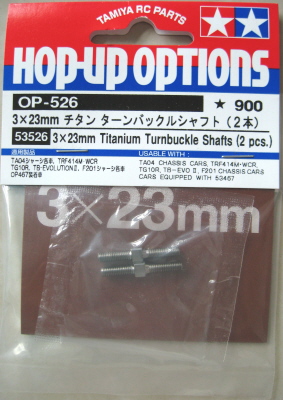 TAMIYA RC PARTS
HOP-UP OPTIONS
TAMIYA
OP-526
★ 900
3×23mm チタン ターンバックルシャフト (2本)
53526 3×23mm Titanium Turnbuckle Shafts (2 pcs.)
適用製品
USABLE WITH :
TA04シャーシ各車, TRF414M・WCR,
TG10R, TB-EVOLUTIONⅡ, F201シャーシ各車
OP467装着車
TA04 CHASSIS CARS, TRF414M・WCR,
TG10R, TB-EVO Ⅱ, F201 CHASSIS CARS
CARS EQUIPPED WITH 53467
3×23mm